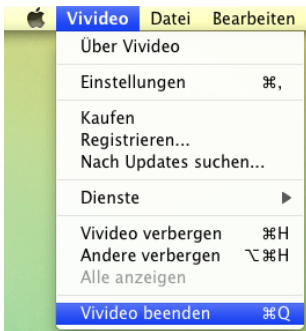 Vivideo Datei Bearbeiten
Über Vivideo
Einstellungen ⌘,
Kaufen
Registrieren...
Nach Updates suchen...
Dienste ▶
Vivideo verbergen ⌘H
Andere verbergen ⌥⌘H
Alle anzeigen
Vivideo beenden ⌘Q